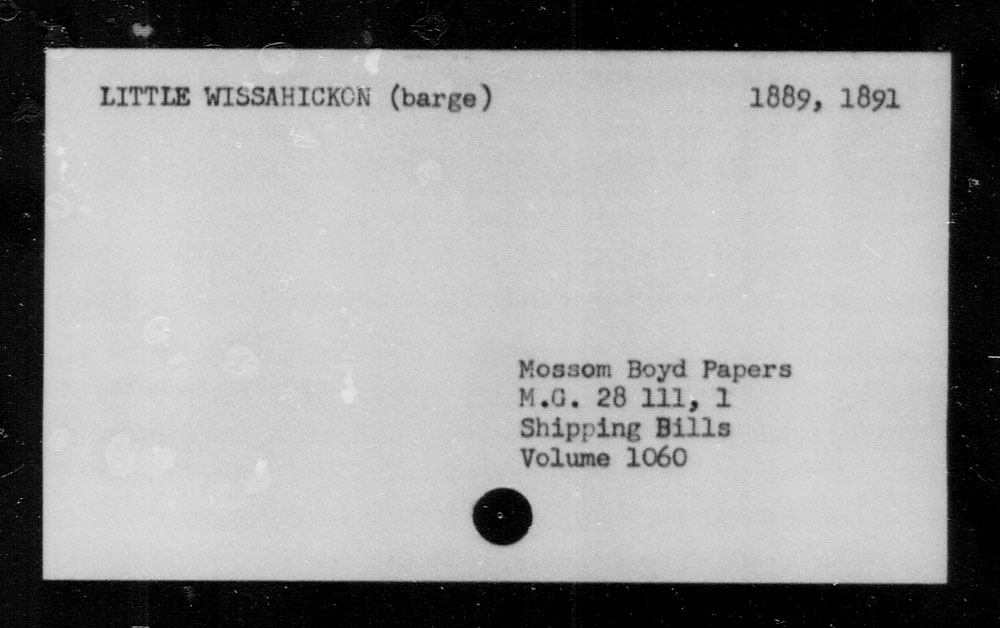 LITTLE WISSAHICKON (barge) 1889, 1891
Mossom Boyd Papers
M.G. 28 111, 1
Shipping Bills
Volume 1060